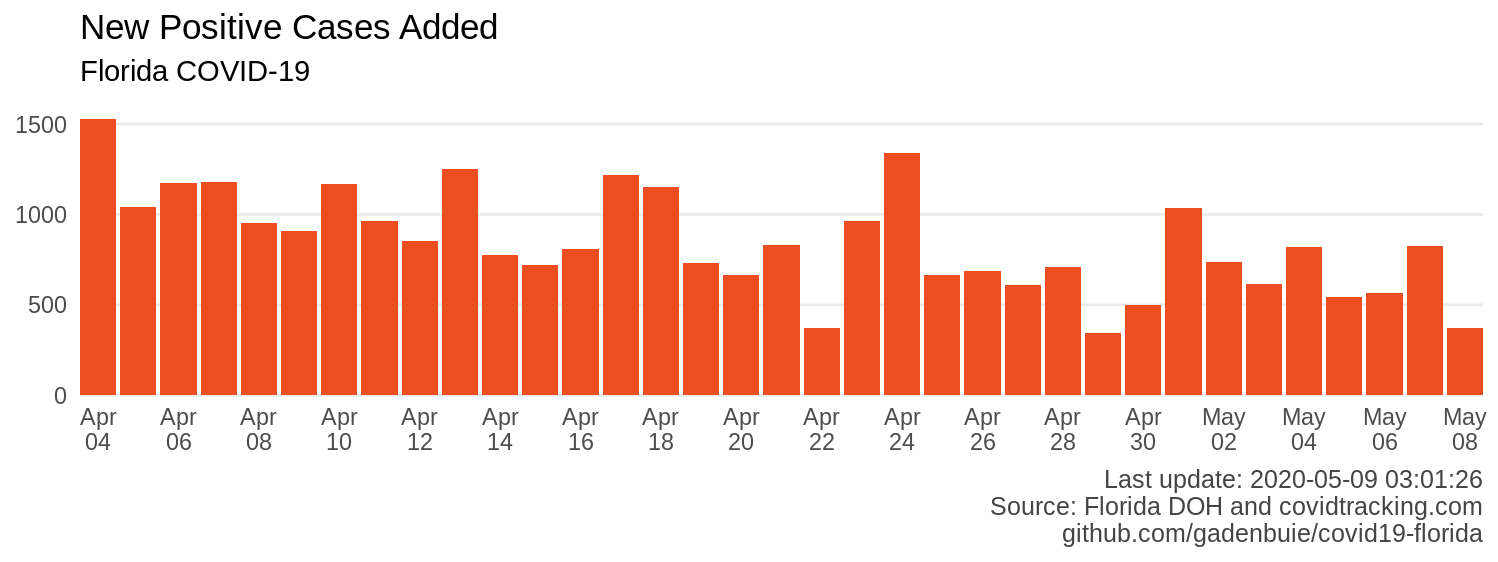 New Positive Cases Added
Florida COVID-19
1500
1000
500
0
Apr Apr Apr Apr Apr Apr Apr Apr Apr Apr Apr Apr Apr Apr May May May May
04 06 08 10 12 14 16 18 20 22 24 26 28 30 02 04 06 08
Last update: 2020-05-09 03:01:26
Source: Florida DOH and covidtracking.com
github.com/gadenbuie/covid19-florida